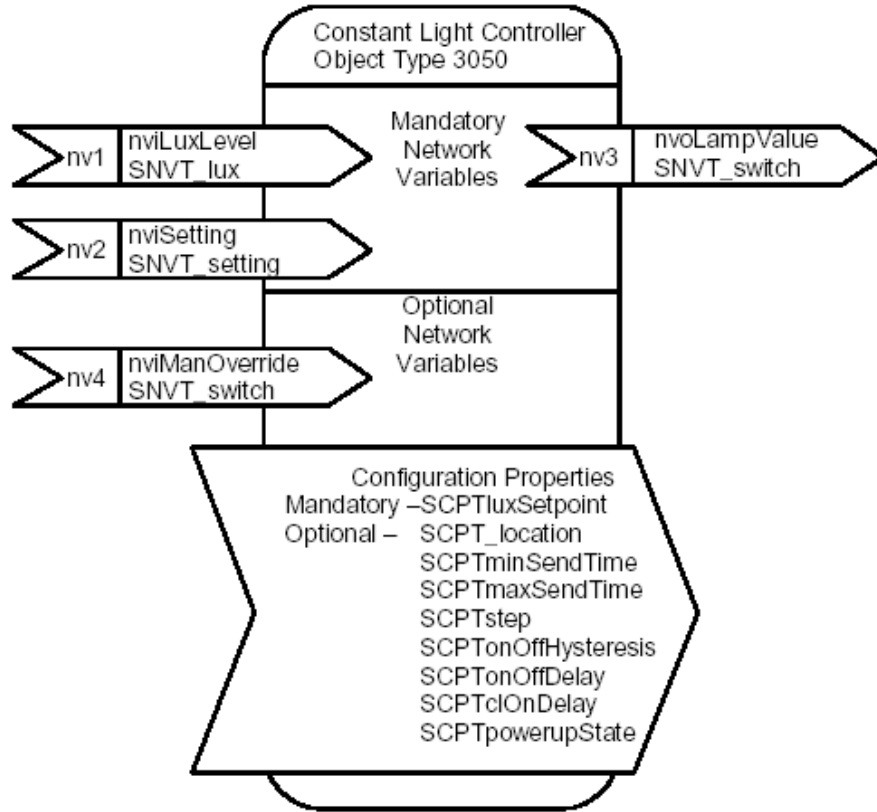 Constant Light Controller
Object Type 3050
Mandatory
Network
Variables
nv1
nviLuxLevel
SNVT_lux
nv3
nvoLampValue
SNVT_switch
nv2
nviSetting
SNVT_setting
Optional
Network
Variables
nv4
nviManOverride
SNVT_switch
Configuration Properties
Mandatory –SCPTluxSetpoint
Optional – SCPT_location
SCPTminSendTime
SCPTmaxSendTime
SCPTstep
SCPTonOffHysteresis
SCPTonOffDelay
SCPTclOnDelay
SCPTpowerupState